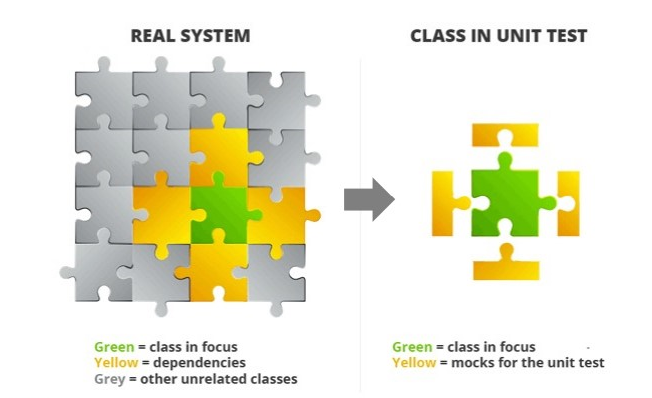 REAL SYSTEM
Green = class in focus
Yellow = dependencies
Grey = other unrelated classes
CLASS IN UNIT TEST
Green = class in focus
Yellow = mocks for the unit test